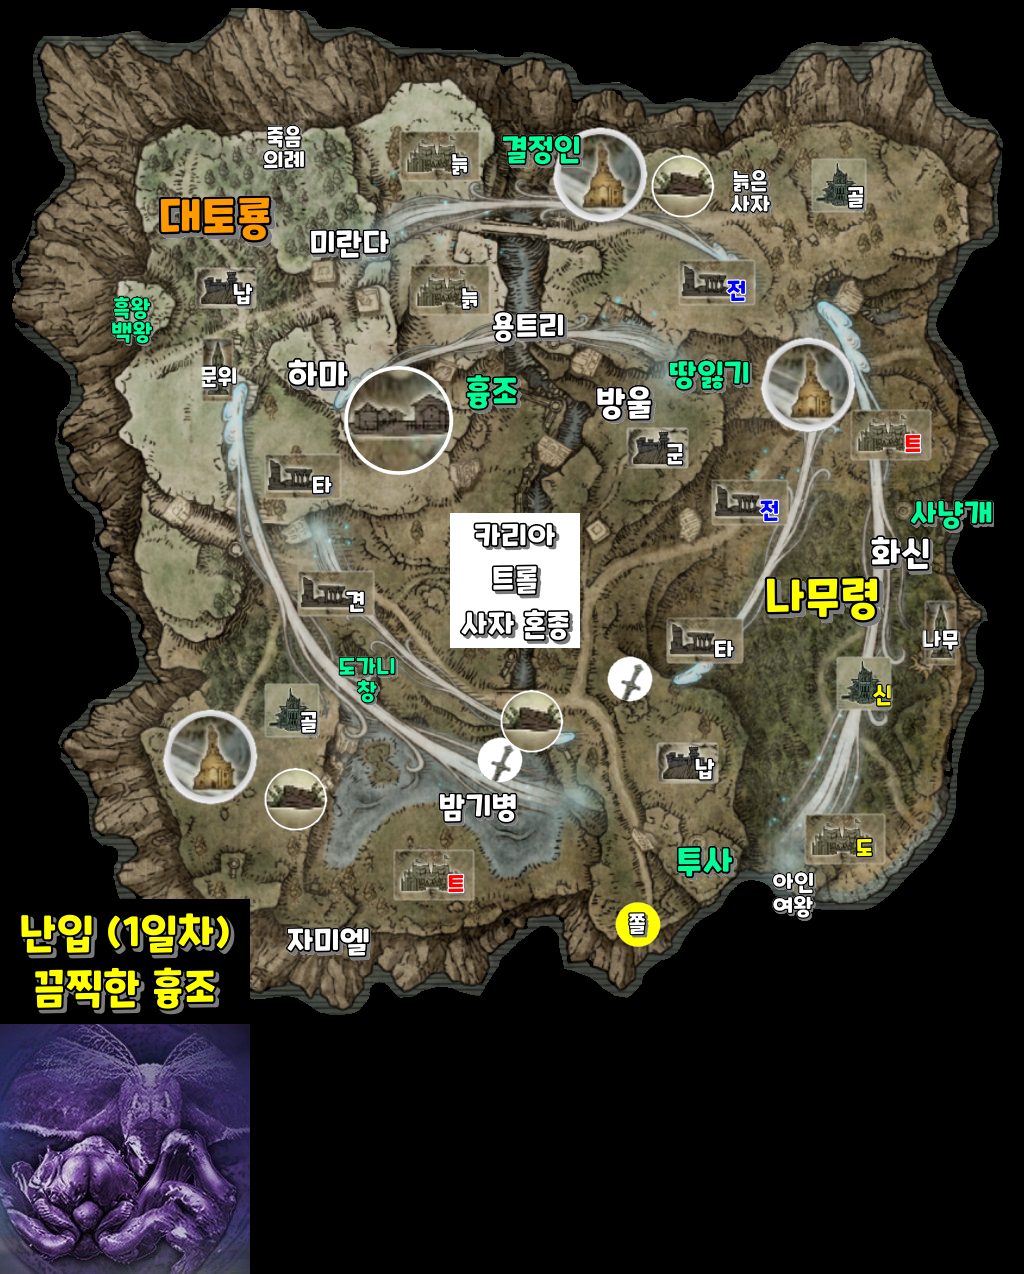 죽음
의례
늙
결정인
늙은
사자
골
대토룡
미란다
납
늙
전
흑왕
백왕
용트리
문위
하마
흉조
땅잃기
방울
군
트
타
전
사냥개
카리아
트롤
사자 혼종
화신
나무령
견
타
나무
도가니
창
신
골
납
밤기병
투사
도
트
아인
여왕
쫄
자미엘
난입 (1일차)
끔찍한 흉조